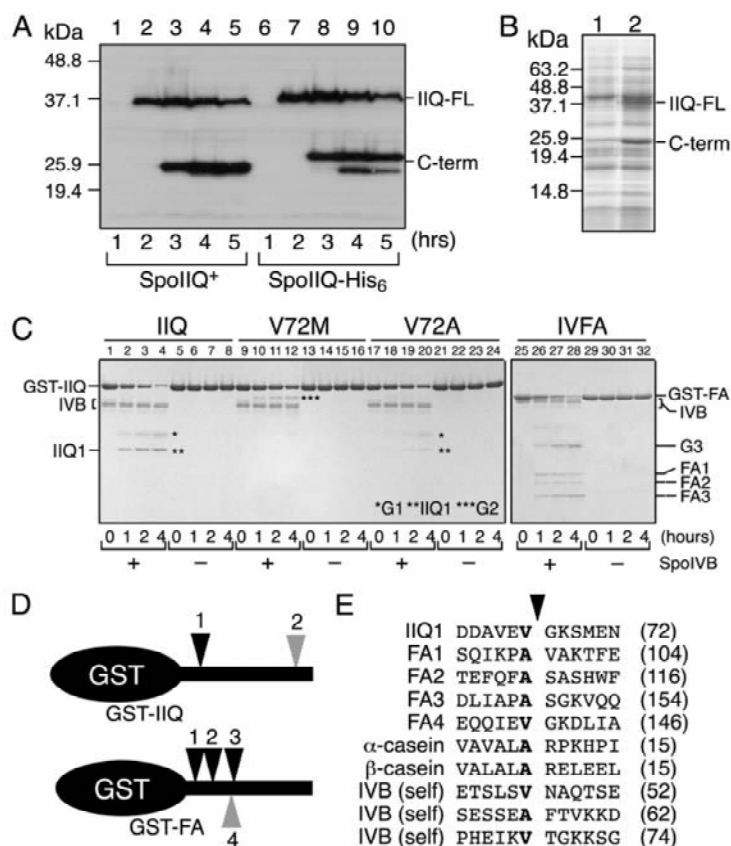 A
kDa
1 2 3 4 5 6 7 8 9 10
48.8
37.1
25.9
19.4
IIQ-FL
C-term
1 2 3 4 5 1 2 3 4 5 (hrs)
SpoIIQ+ SpoIIQ-His6
B
1 2
kDa
63.2
48.8
37.1
25.9
19.4
14.8
IIQ-FL
C-term
C
IIQ V72M V72A IVFA
1 2 3 4 5 6 7 8 9 10 11 12 13 14 15 16 17 18 19 20 21 22 23 24 25 26 27 28 29 30 31 32
GST-IIQ
IVB [
IIQ1
*
**
***
*
**
*G1 **IIQ1 ***G2
GST-FA
IVB
G3
FA1
FA2
FA3
0 1 2 4 0 1 2 4 0 1 2 4 0 1 2 4 0 1 2 4 0 1 2 4 0 1 2 4 0 1 2 4 (hours)
+ – + – + – + – SpoIVB
D
1 2
GST
GST-IIQ
1 2 3
GST
GST-FA
4
E
IIQ1 DDAVEV GKSMEN (72)
FA1 SQIKPA VAKTFE (104)
FA2 TEFQFA SASHWF (116)
FA3 DLIAPA SGKVQQ (154)
FA4 EQQIEV GKDLIA (146)
α-casein VAVALA RPKHPI (15)
β-casein VALALA RELEEL (15)
IVB (self) ETSLSV NAQTSE (52)
IVB (self) SESSEA FTVKKD (62)
IVB (self) PHEIKV TGKKSG (74)